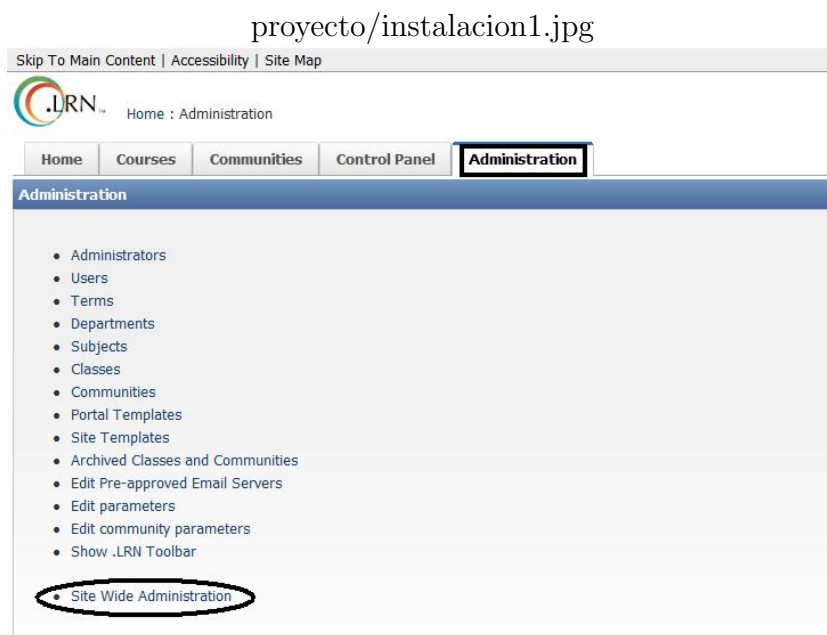 proyecto/instalacion1.jpg
Skip To Main Content | Accessibility | Site Map
.LRN™ Home : Administration
Home Courses Communities Control Panel Administration
Administration
Administrators
Users
Terms
Departments
Subjects
Classes
Communities
Portal Templates
Site Templates
Archived Classes and Communities
Edit Pre-approved Email Servers
Edit parameters
Edit community parameters
Show .LRN Toolbar
Site Wide Administration